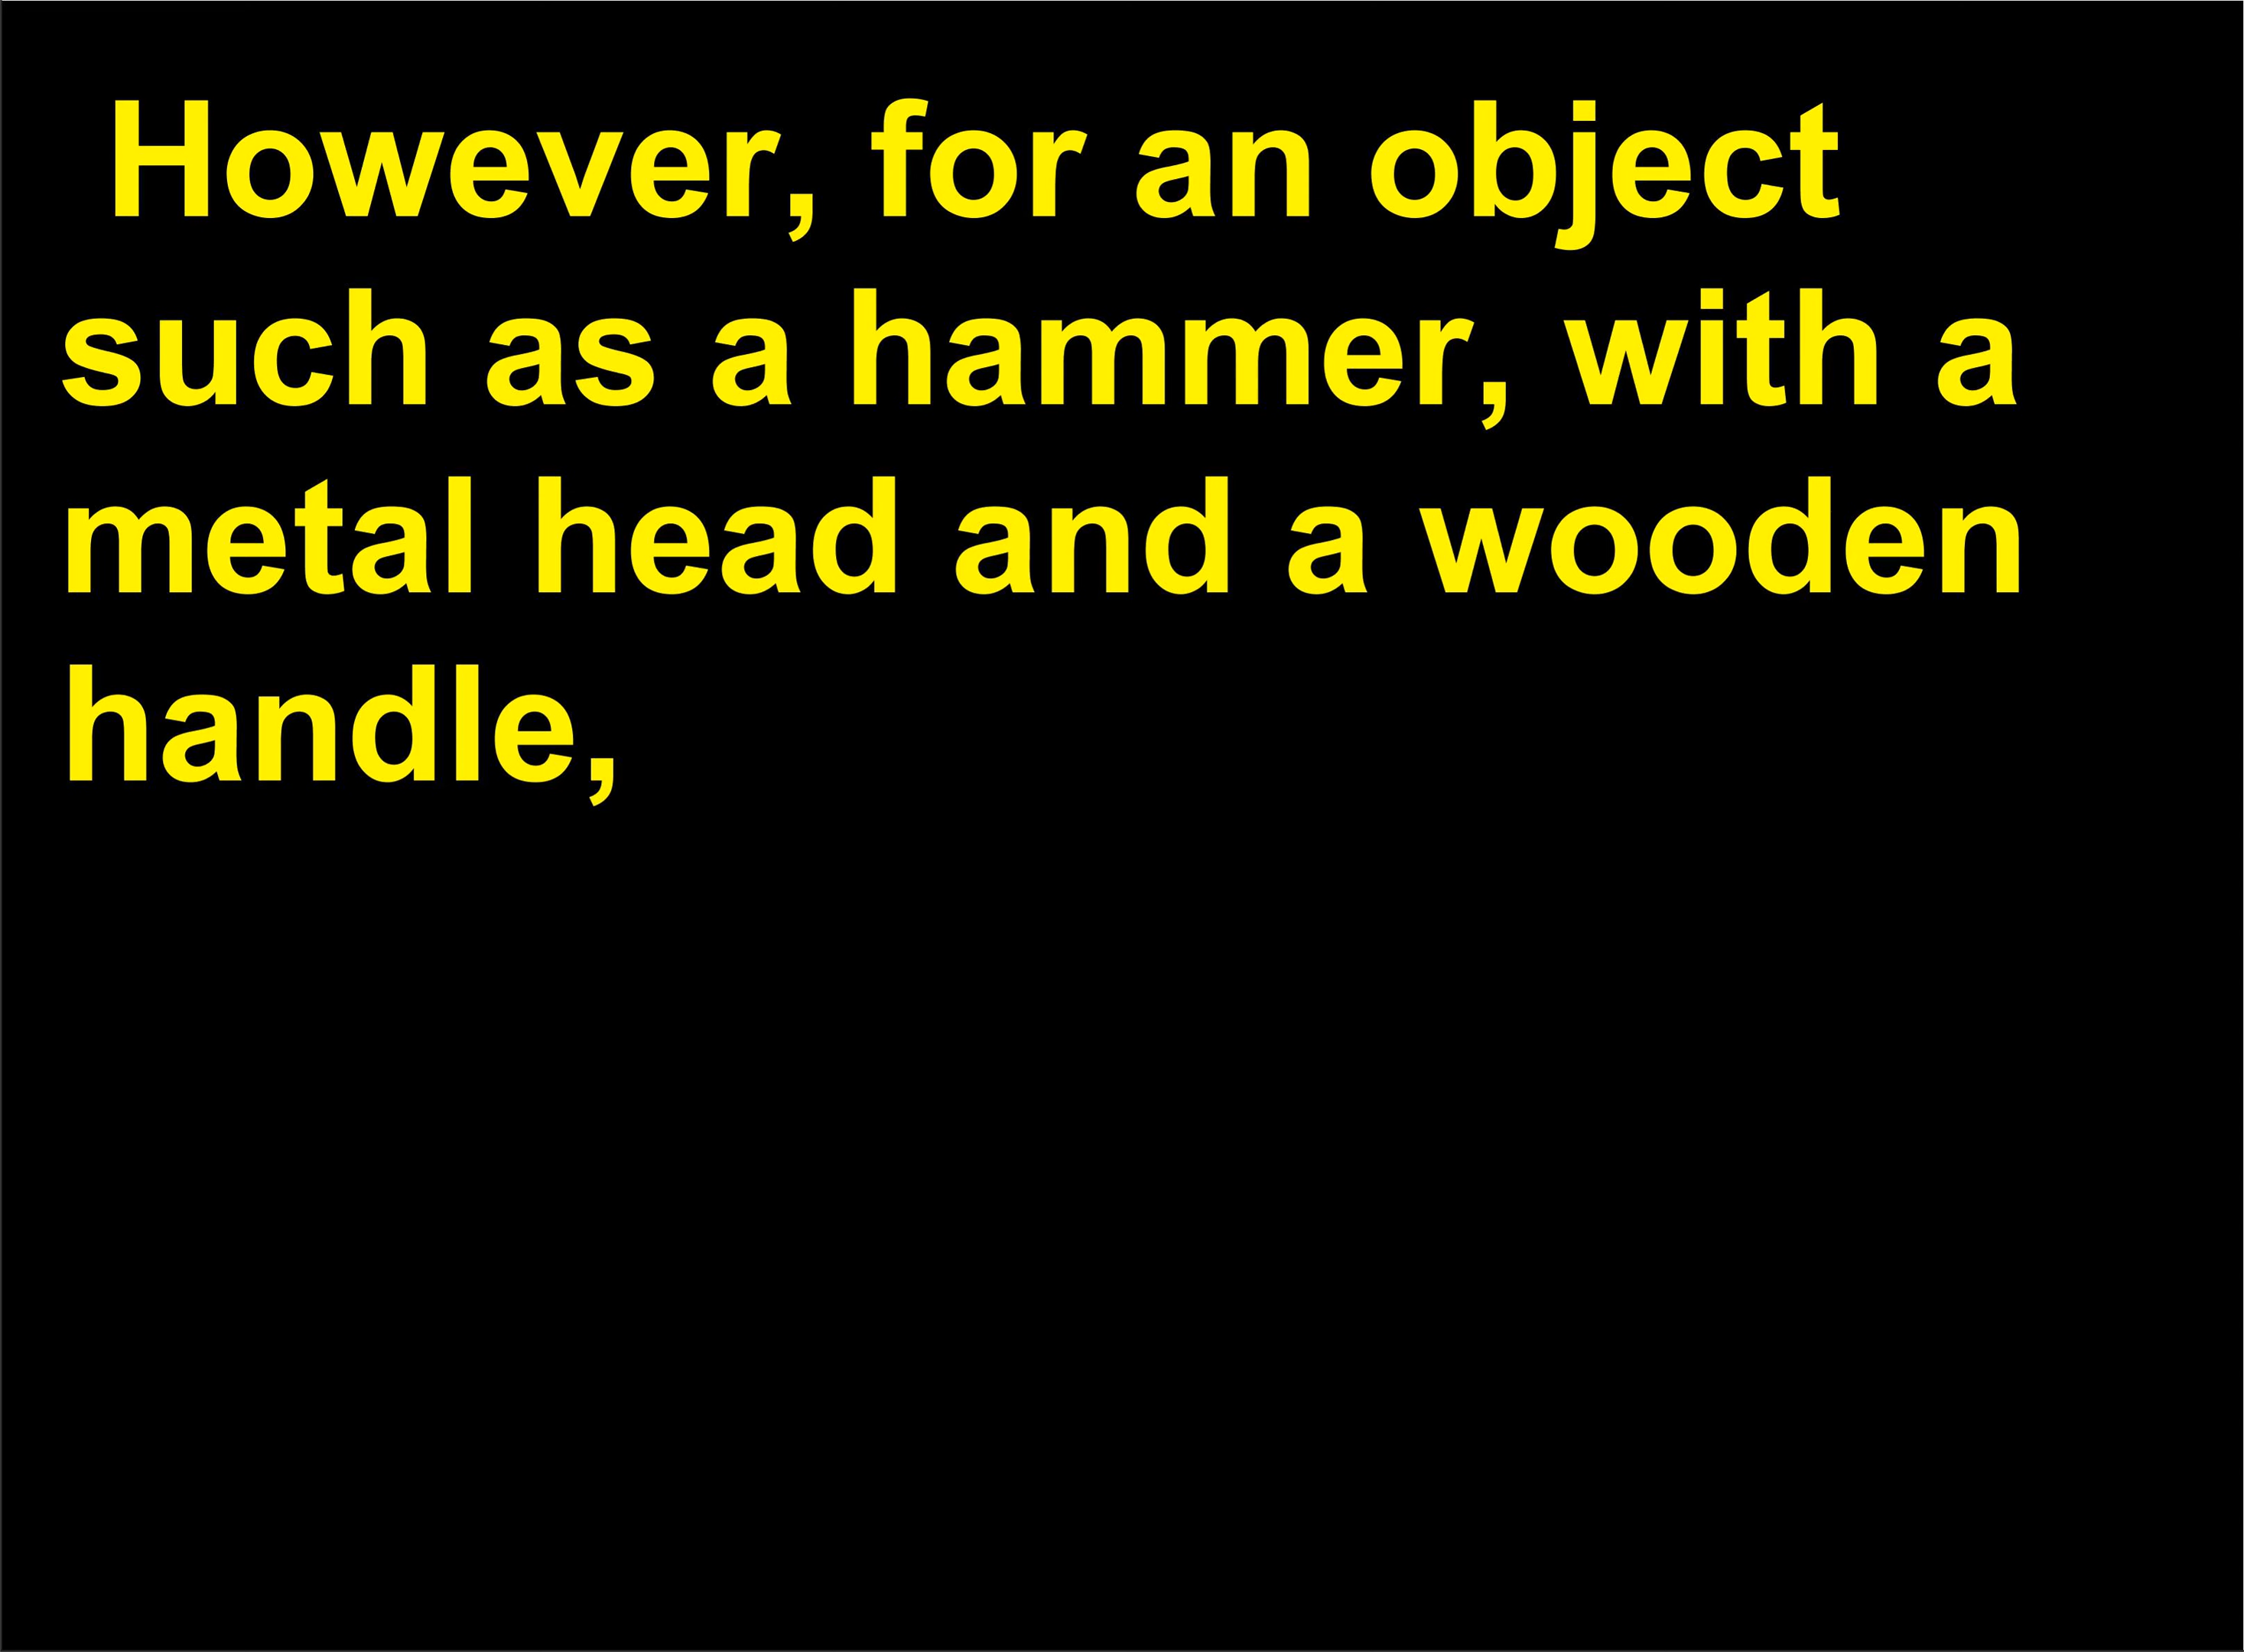 However, for an object
such as a hammer, with a
metal head and a wooden
handle,